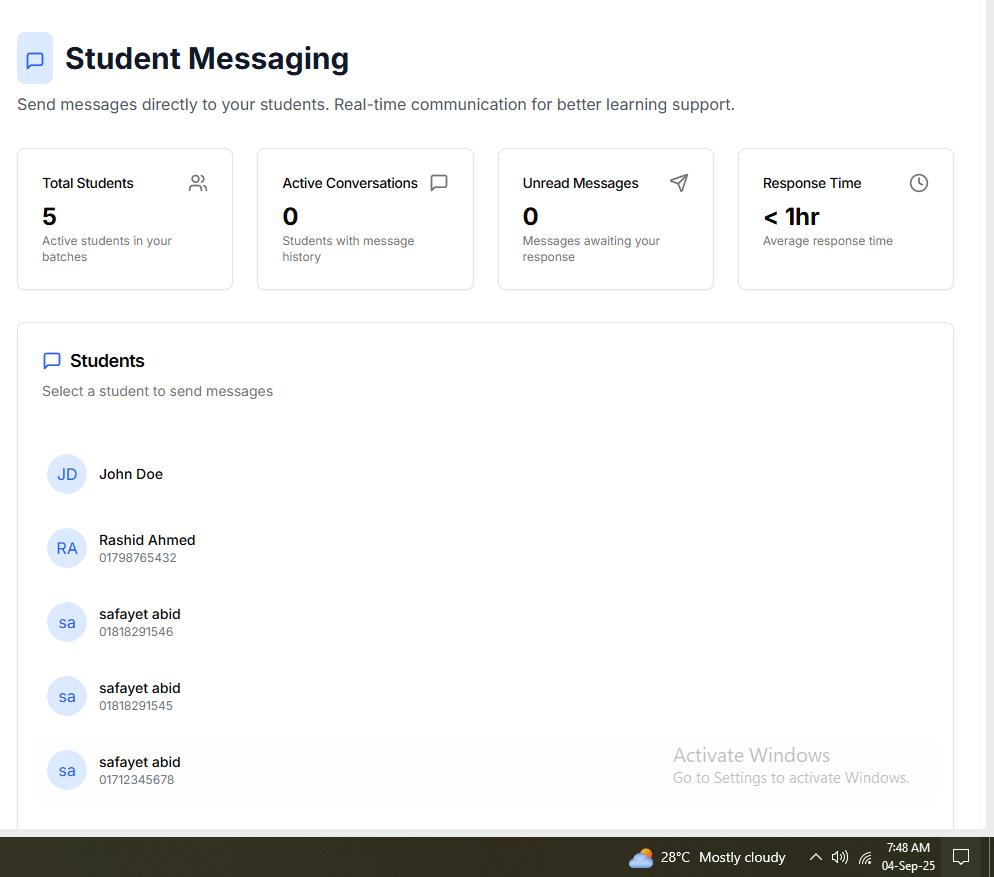 Student Messaging
Send messages directly to your students. Real-time communication for better learning support.
Total Students
5
Active students in your
batches
Active Conversations
0
Students with message
history
Unread Messages
0
Messages awaiting your
response
Response Time
< 1hr
Average response time
Students
Select a student to send messages
JD
John Doe
RA
Rashid Ahmed
01798765432
sa
safayet abid
01818291546
sa
safayet abid
01818291545
sa
safayet abid
01712345678
Activate Windows
Go to Settings to activate Windows.
28°C Mostly cloudy
7:48 AM
04-Sep-25